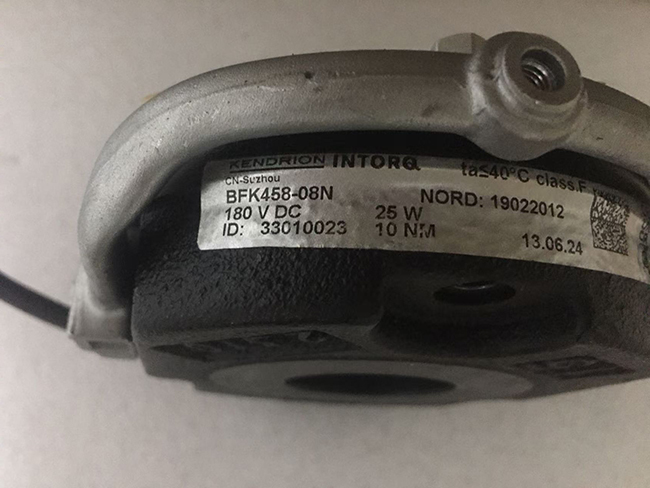 KENDRION INTORQ ta≤40°C class.F
CN-Suzhou
BFK458-08N NORD: 19022012
180 V DC 25 W
ID: 33010023 10 NM 13.06.24